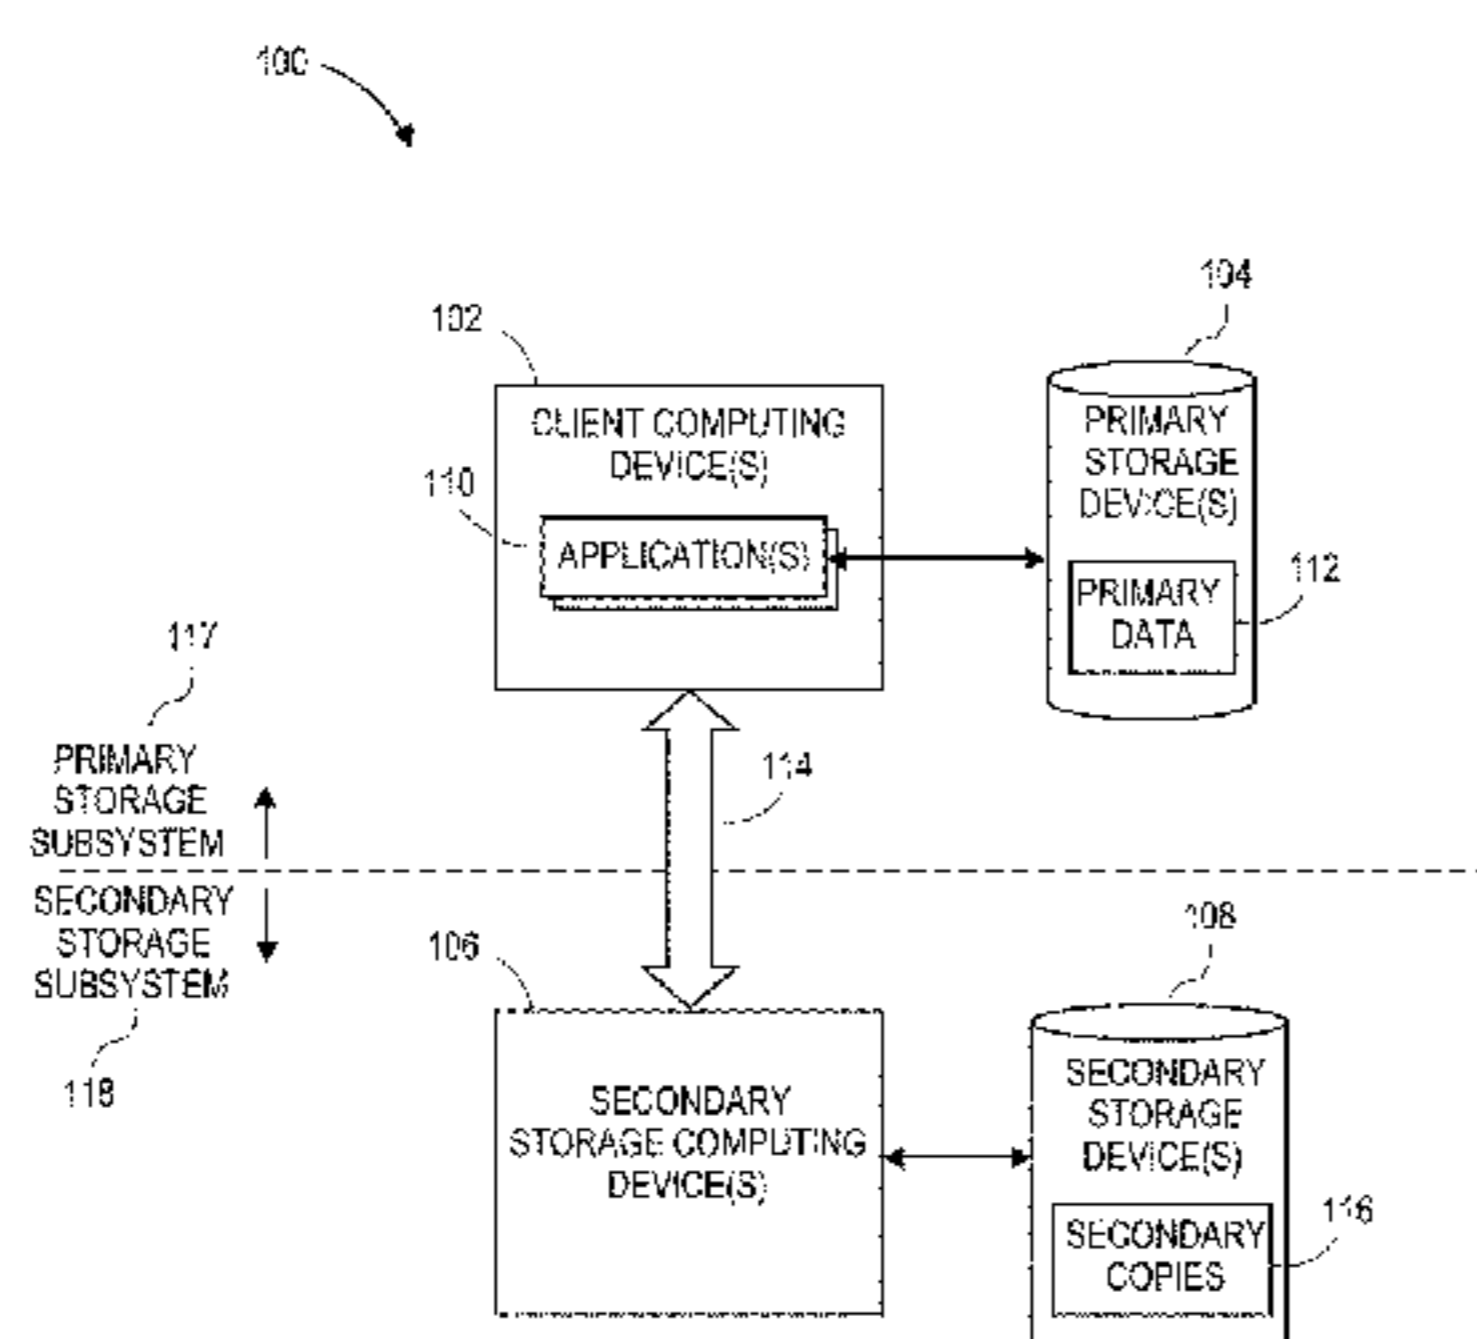 100
104
102
CLIENT COMPUTING
DEVICE(S)
PRIMARY
STORAGE
DEVICE(S)
110
APPLICATION(S)
112
PRIMARY
DATA
117
PRIMARY
STORAGE
SUBSYSTEM
114
SECONDARY
STORAGE
SUBSYSTEM
118
106
108
SECONDARY
STORAGE COMPUTING
DEVICE(S)
SECONDARY
STORAGE
DEVICE(S)
116
SECONDARY
COPIES